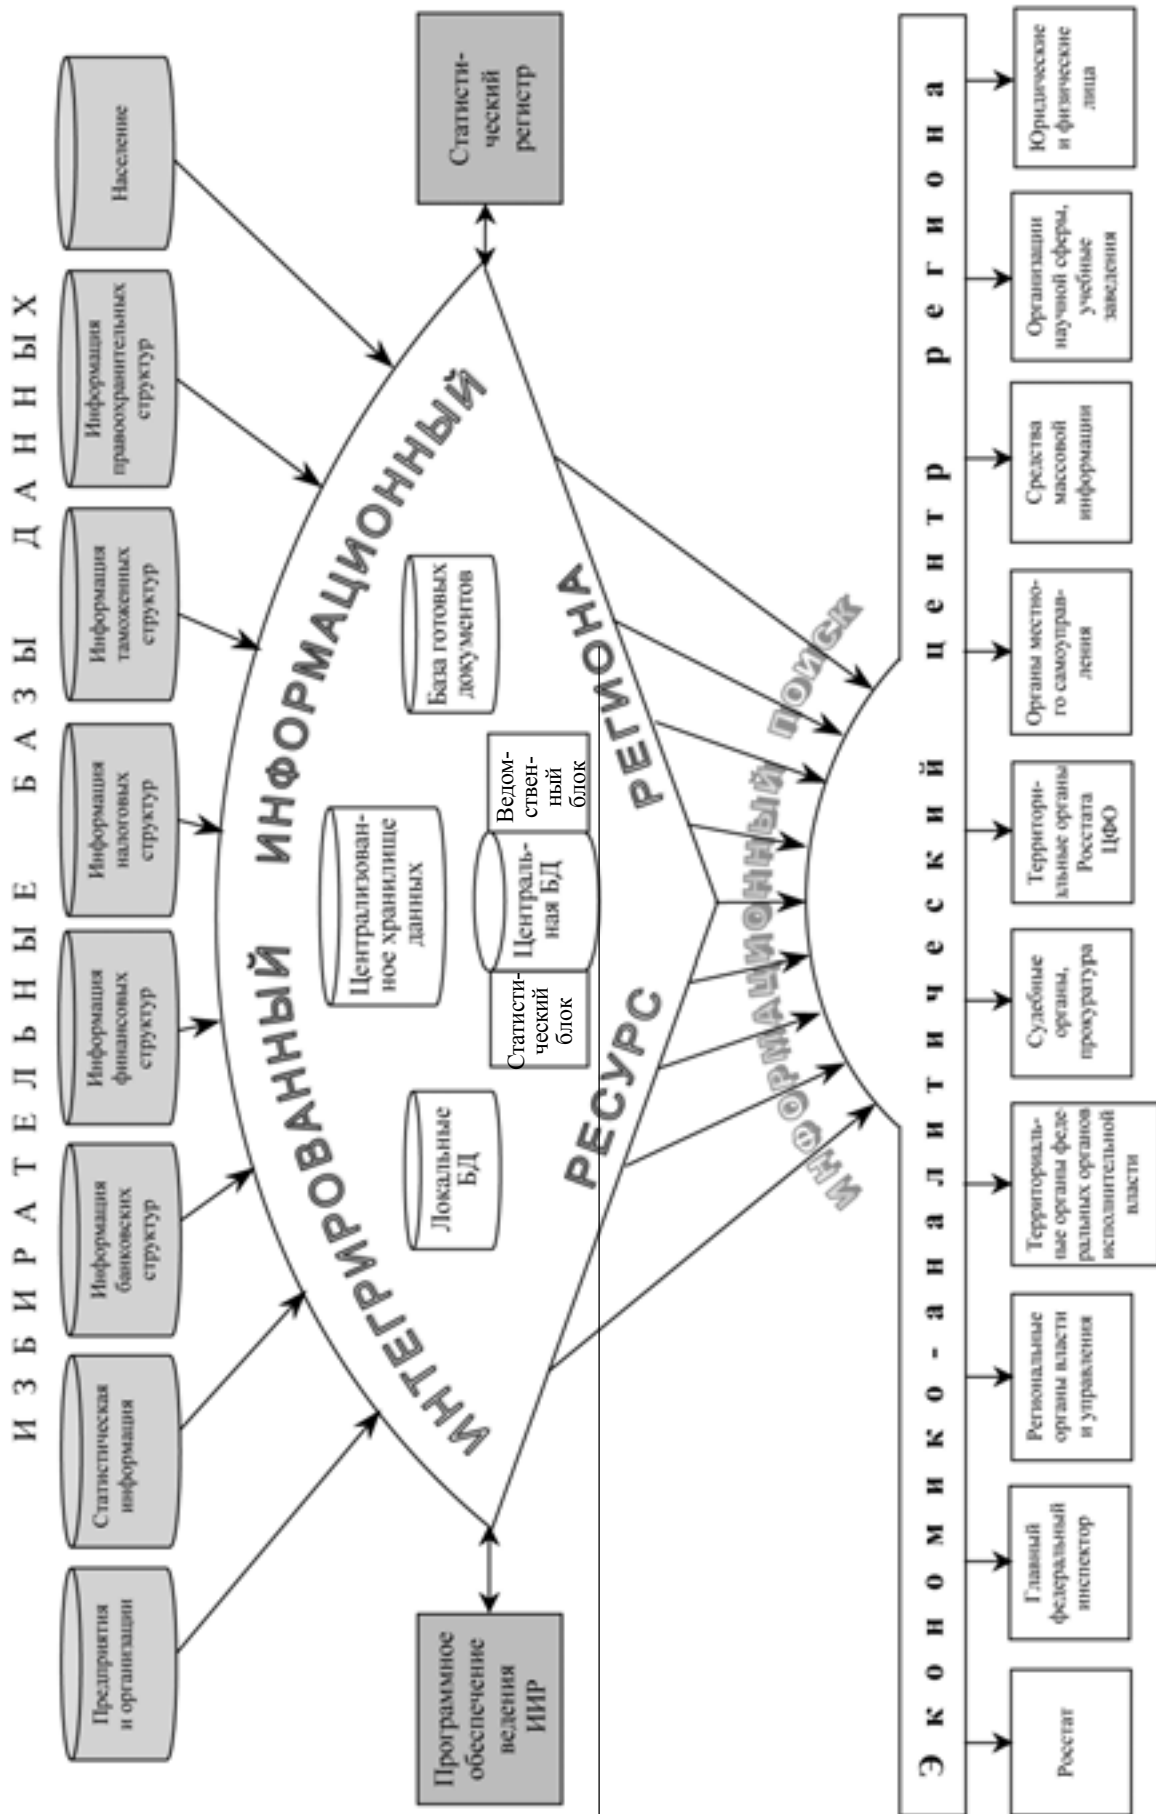 ИЗБИРАТЕЛЬНЫЕ БАЗЫ ДАННЫХ
Предприятия
и организации
Статистическая
информация
Информация
банковских
структур
Информация
финансовых
структур
Информация
налоговых
структур
Информация
таможенных
структур
Информация
правоохранительных
структур
Население
Программное
обеспечение
ведения
ИИР
ИНТЕГРИРОВАННЫЙ ИНФОРМАЦИОННЫЙ
Централизован-
ное хранилище
данных
Локальные
БД
Статисти-
ческий
блок
Централь-
ная БД
Ведом-
ствен-
ный
блок
База готовых
документов
РЕСУРС РЕГИОНА
Статисти-
ческий
регистр
ИНФОРМАЦИОННЫЙ ПОИСК
Экономико-аналитический центр региона
Росстат
Главный
федеральный
инспектор
Региональные
органы власти
и управления
Территориаль-
ные органы феде-
ральных органов
исполнительной
власти
Судебные
органы,
прокуратура
Территори-
альные органы
Росстата
ЦФО
Органы местно-
го самоуправ-
ления
Средства
массовой
информации
Организации
научной сферы,
учебные
заведения
Юридические
и физические
лица